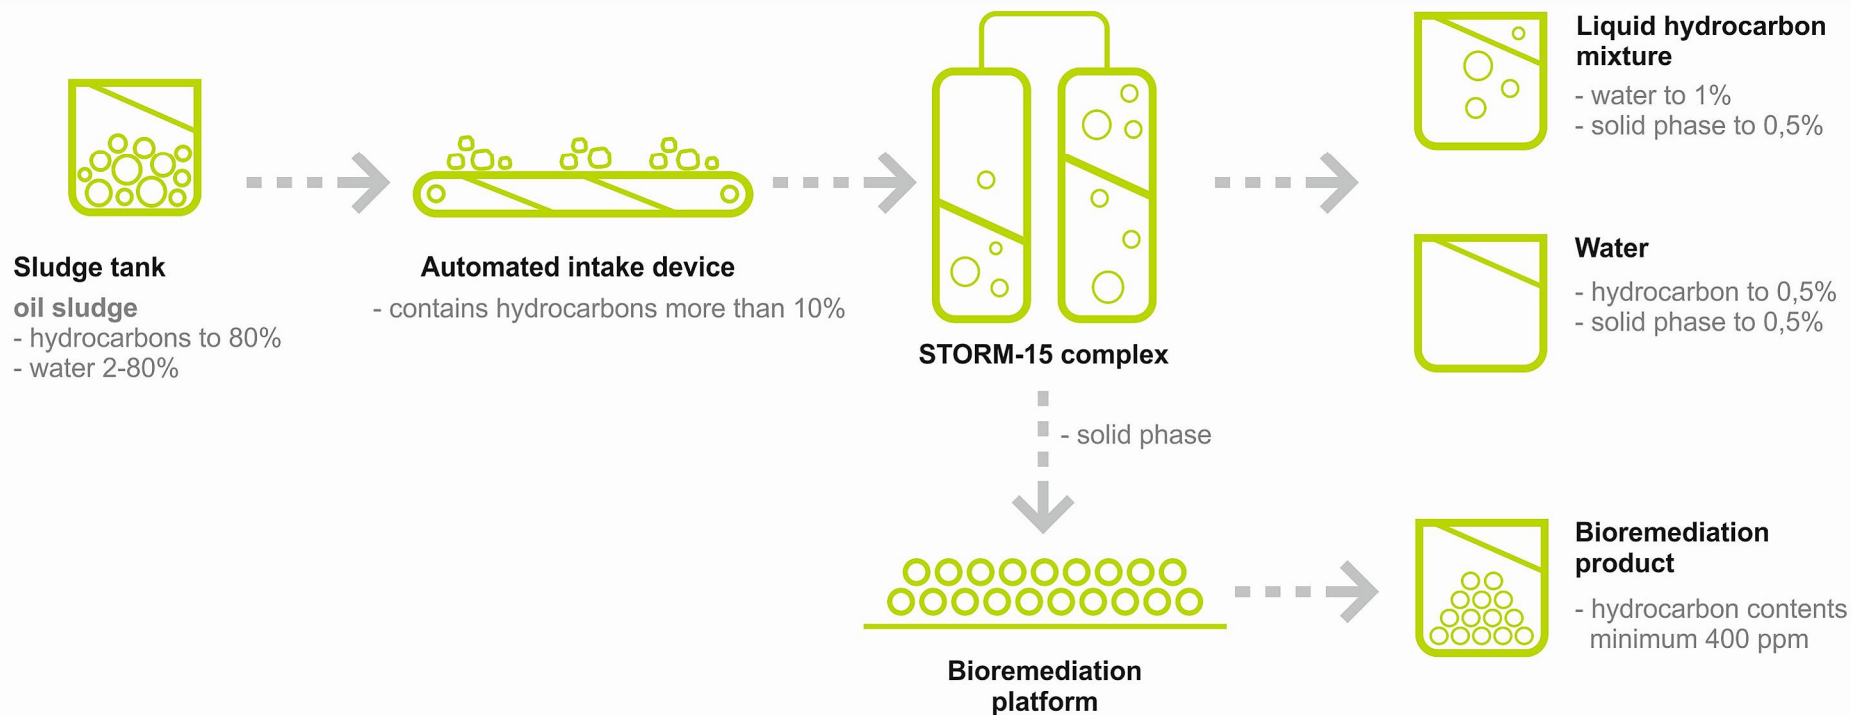 Sludge tank
oil sludge
- hydrocarbons to 80%
- water 2-80%
Automated intake device
- contains hydrocarbons more than 10%
STORM-15 complex
- solid phase
Bioremediation
platform
Liquid hydrocarbon
mixture
- water to 1%
- solid phase to 0,5%
Water
- hydrocarbon to 0,5%
- solid phase to 0,5%
Bioremediation
product
- hydrocarbon contents
minimum 400 ppm